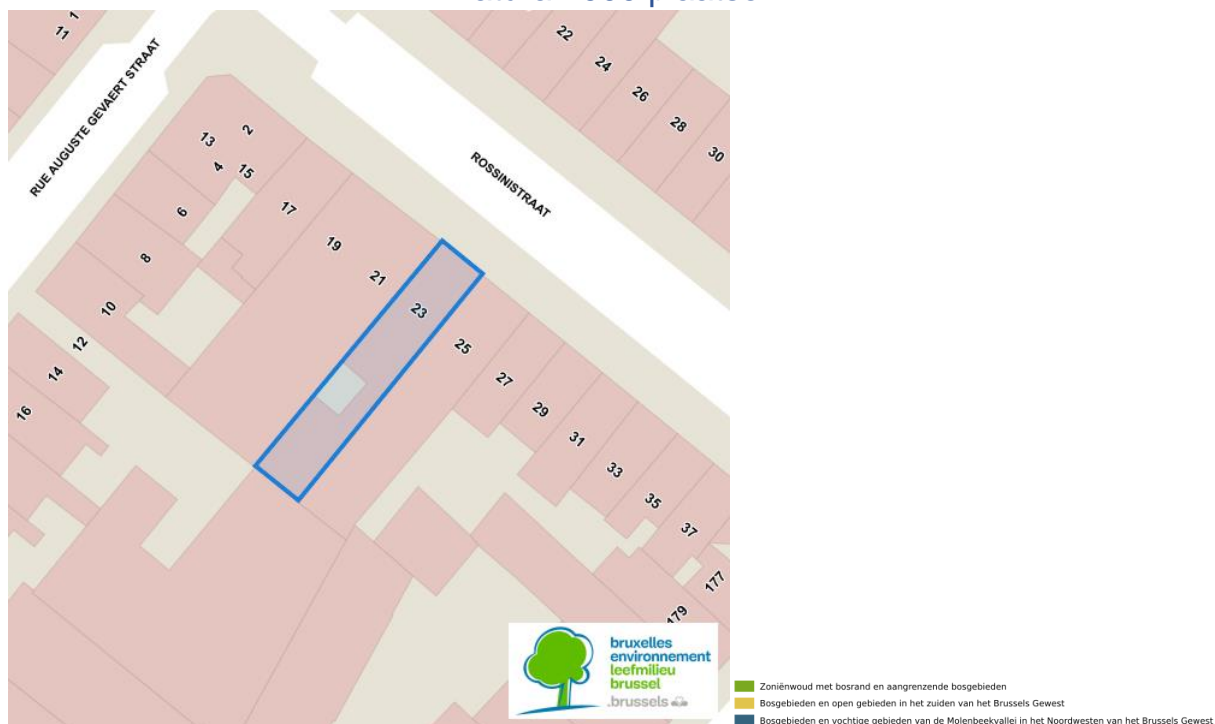 11
RUE AUGUSTE GEVAERT STRAAT
22
24
26
28
30
ROSSINISTRAAT
13
2
4
15
6
17
8
19
10
21
12
23
14
25
16
27
29
31
33
35
37
177
179
bruxelles
environnement
leefmilieu
brussel
.brussels
Zoniënwoud met bosrand en aangrenzende bosgebieden
Bosgebieden en open gebieden in het zuiden van het Brussels Gewest
Bosgebieden en vochtige gebieden van de Molenbeekvallei in het Noordwesten van het Brussels Gewest